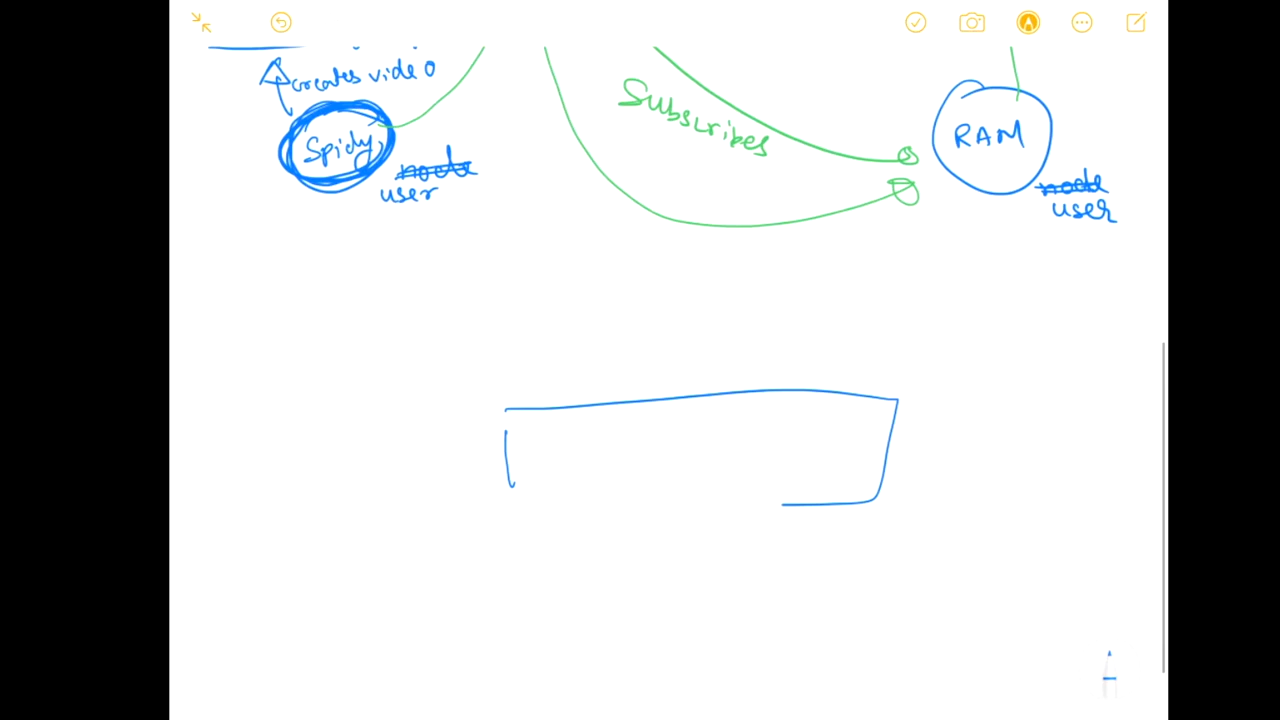 creates video
Spidy
node
user
Subscribes
RAM
node
user